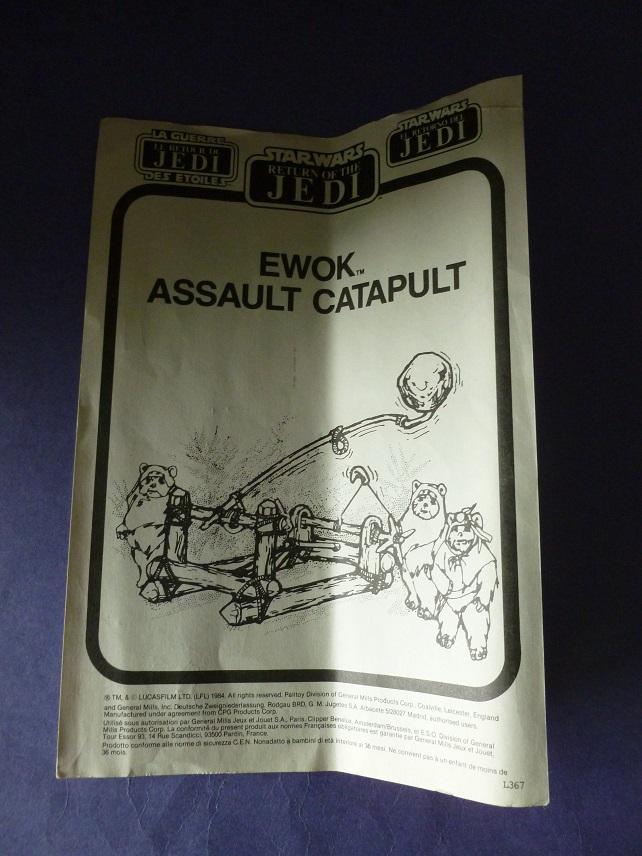 LA GUERRE
LE RETOUR DU
JEDI
DES ETOILES
STAR WARS
RETURN OF THE
JEDI
STAR WARS
EL RETORNO DEL
JEDI
EWOK™
ASSAULT CATAPULT
® TM, & © LUCASFILM LTD. (LFL) 1984. All rights reserved. Palitoy Division of General Mills Products Corp., Coalville, Leicester, England
and General Mills, Inc. Deutsche Zweigniederlassung, Rodgau BRD, G. M. Juguetes S.A. Albacete 5/28027 Madrid, authorised users.
Manufactured under agreement from CPG Products Corp.
Utilisé sous autorisation par General Mills Jeux et Jouet S.A., Paris. Clipper Benelux, Amsterdam/Brussels, et E.S.D. Division of General
Mills Products Corp. La conformité du present produit aux normes Françaises obligatoires est garantie par General Mills Jeux et Jouet,
Tour Essor 93, 14 Rue Scandicci, 93500 Pantin, France.
Prodotto conforme alle norme di sicurezza C.E.N. Nonadatto a bambini di età inferiore ai 36 mesi. Ne convient pas à un enfant de moins de
36 mois.
L367